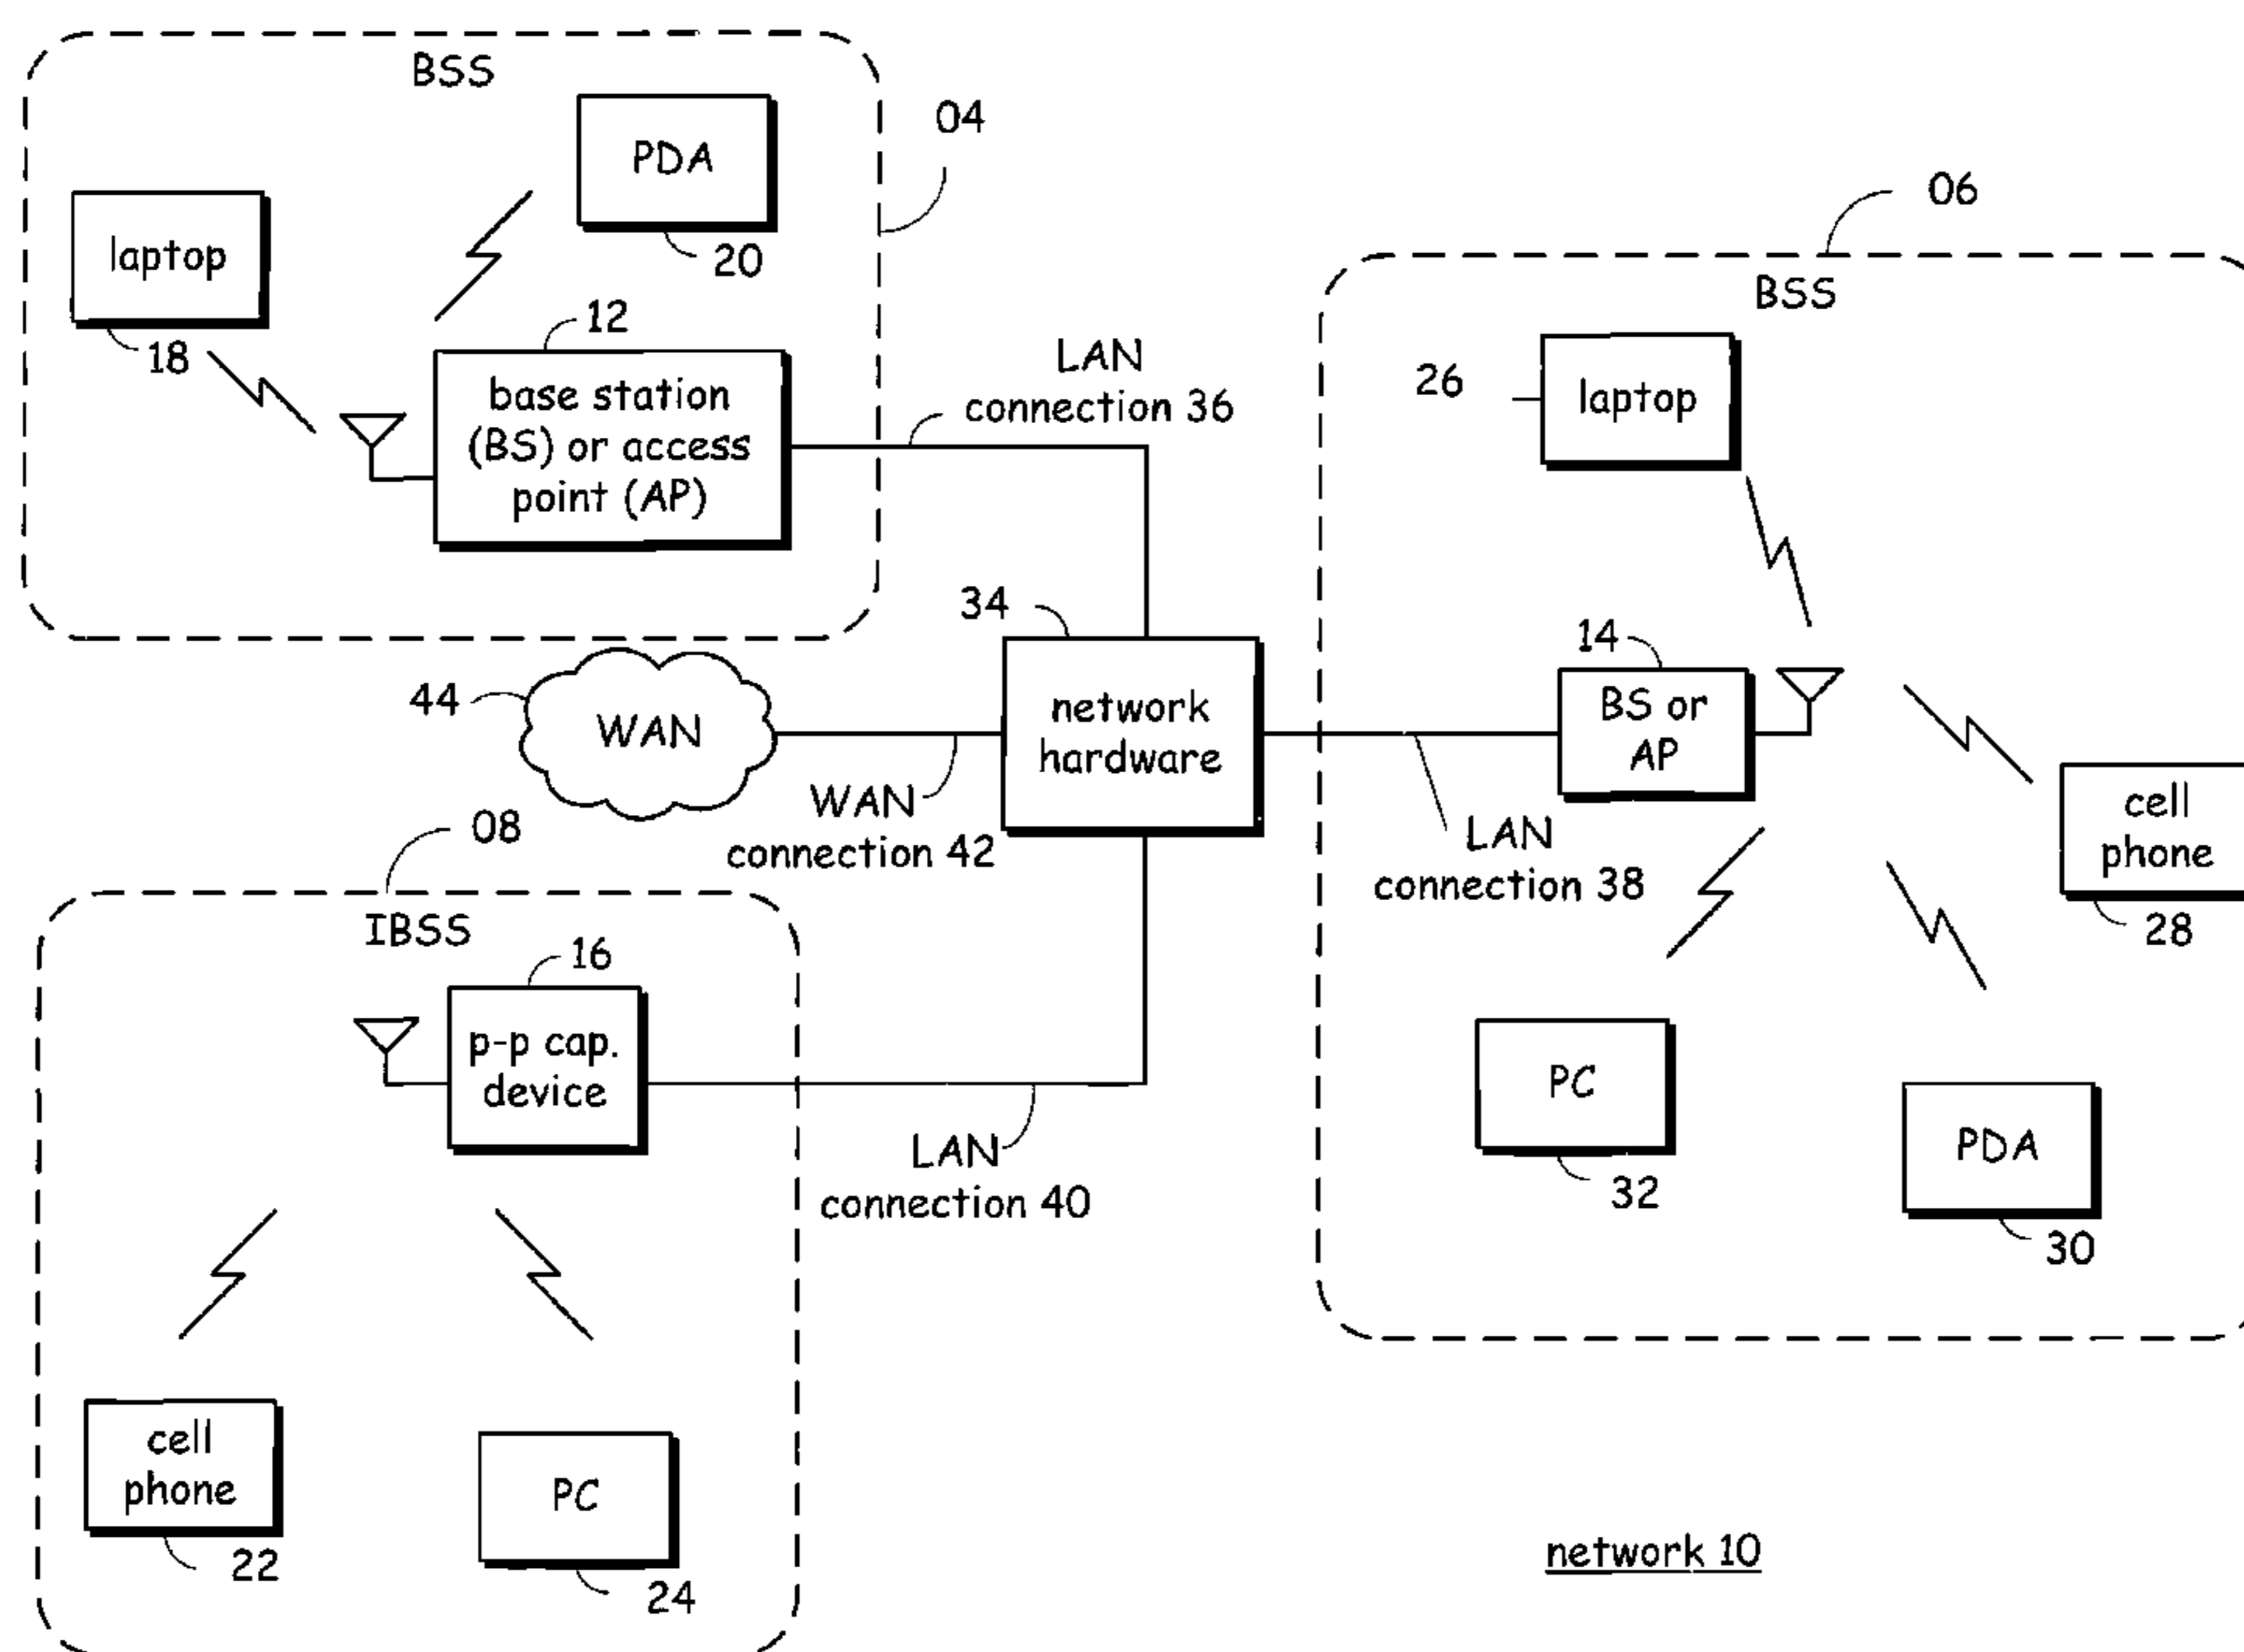 BSS
PDA
20
04
laptop
18
12
base station
(BS) or access
point (AP)
LAN
connection 36
06
BSS
26
laptop
34
network
hardware
44
WAN
WAN
connection 42
14
BS or
AP
LAN
connection 38
cell
phone
28
PC
32
PDA
30
08
IBSS
16
p-p cap.
device
LAN
connection 40
cell
phone
22
PC
24
network 10